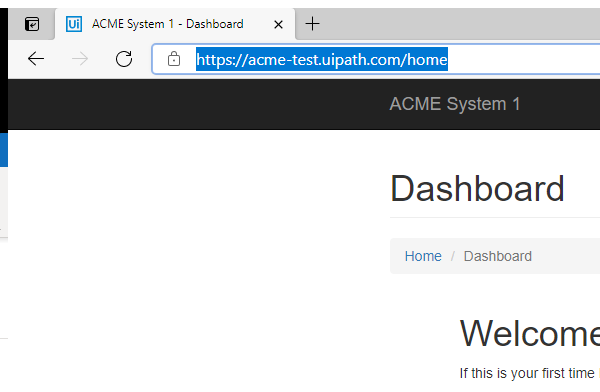 Ui ACME System 1 - Dashboard
https://acme-test.uipath.com/home
ACME System 1
Dashboard
Home / Dashboard
Welcome
If this is your first time